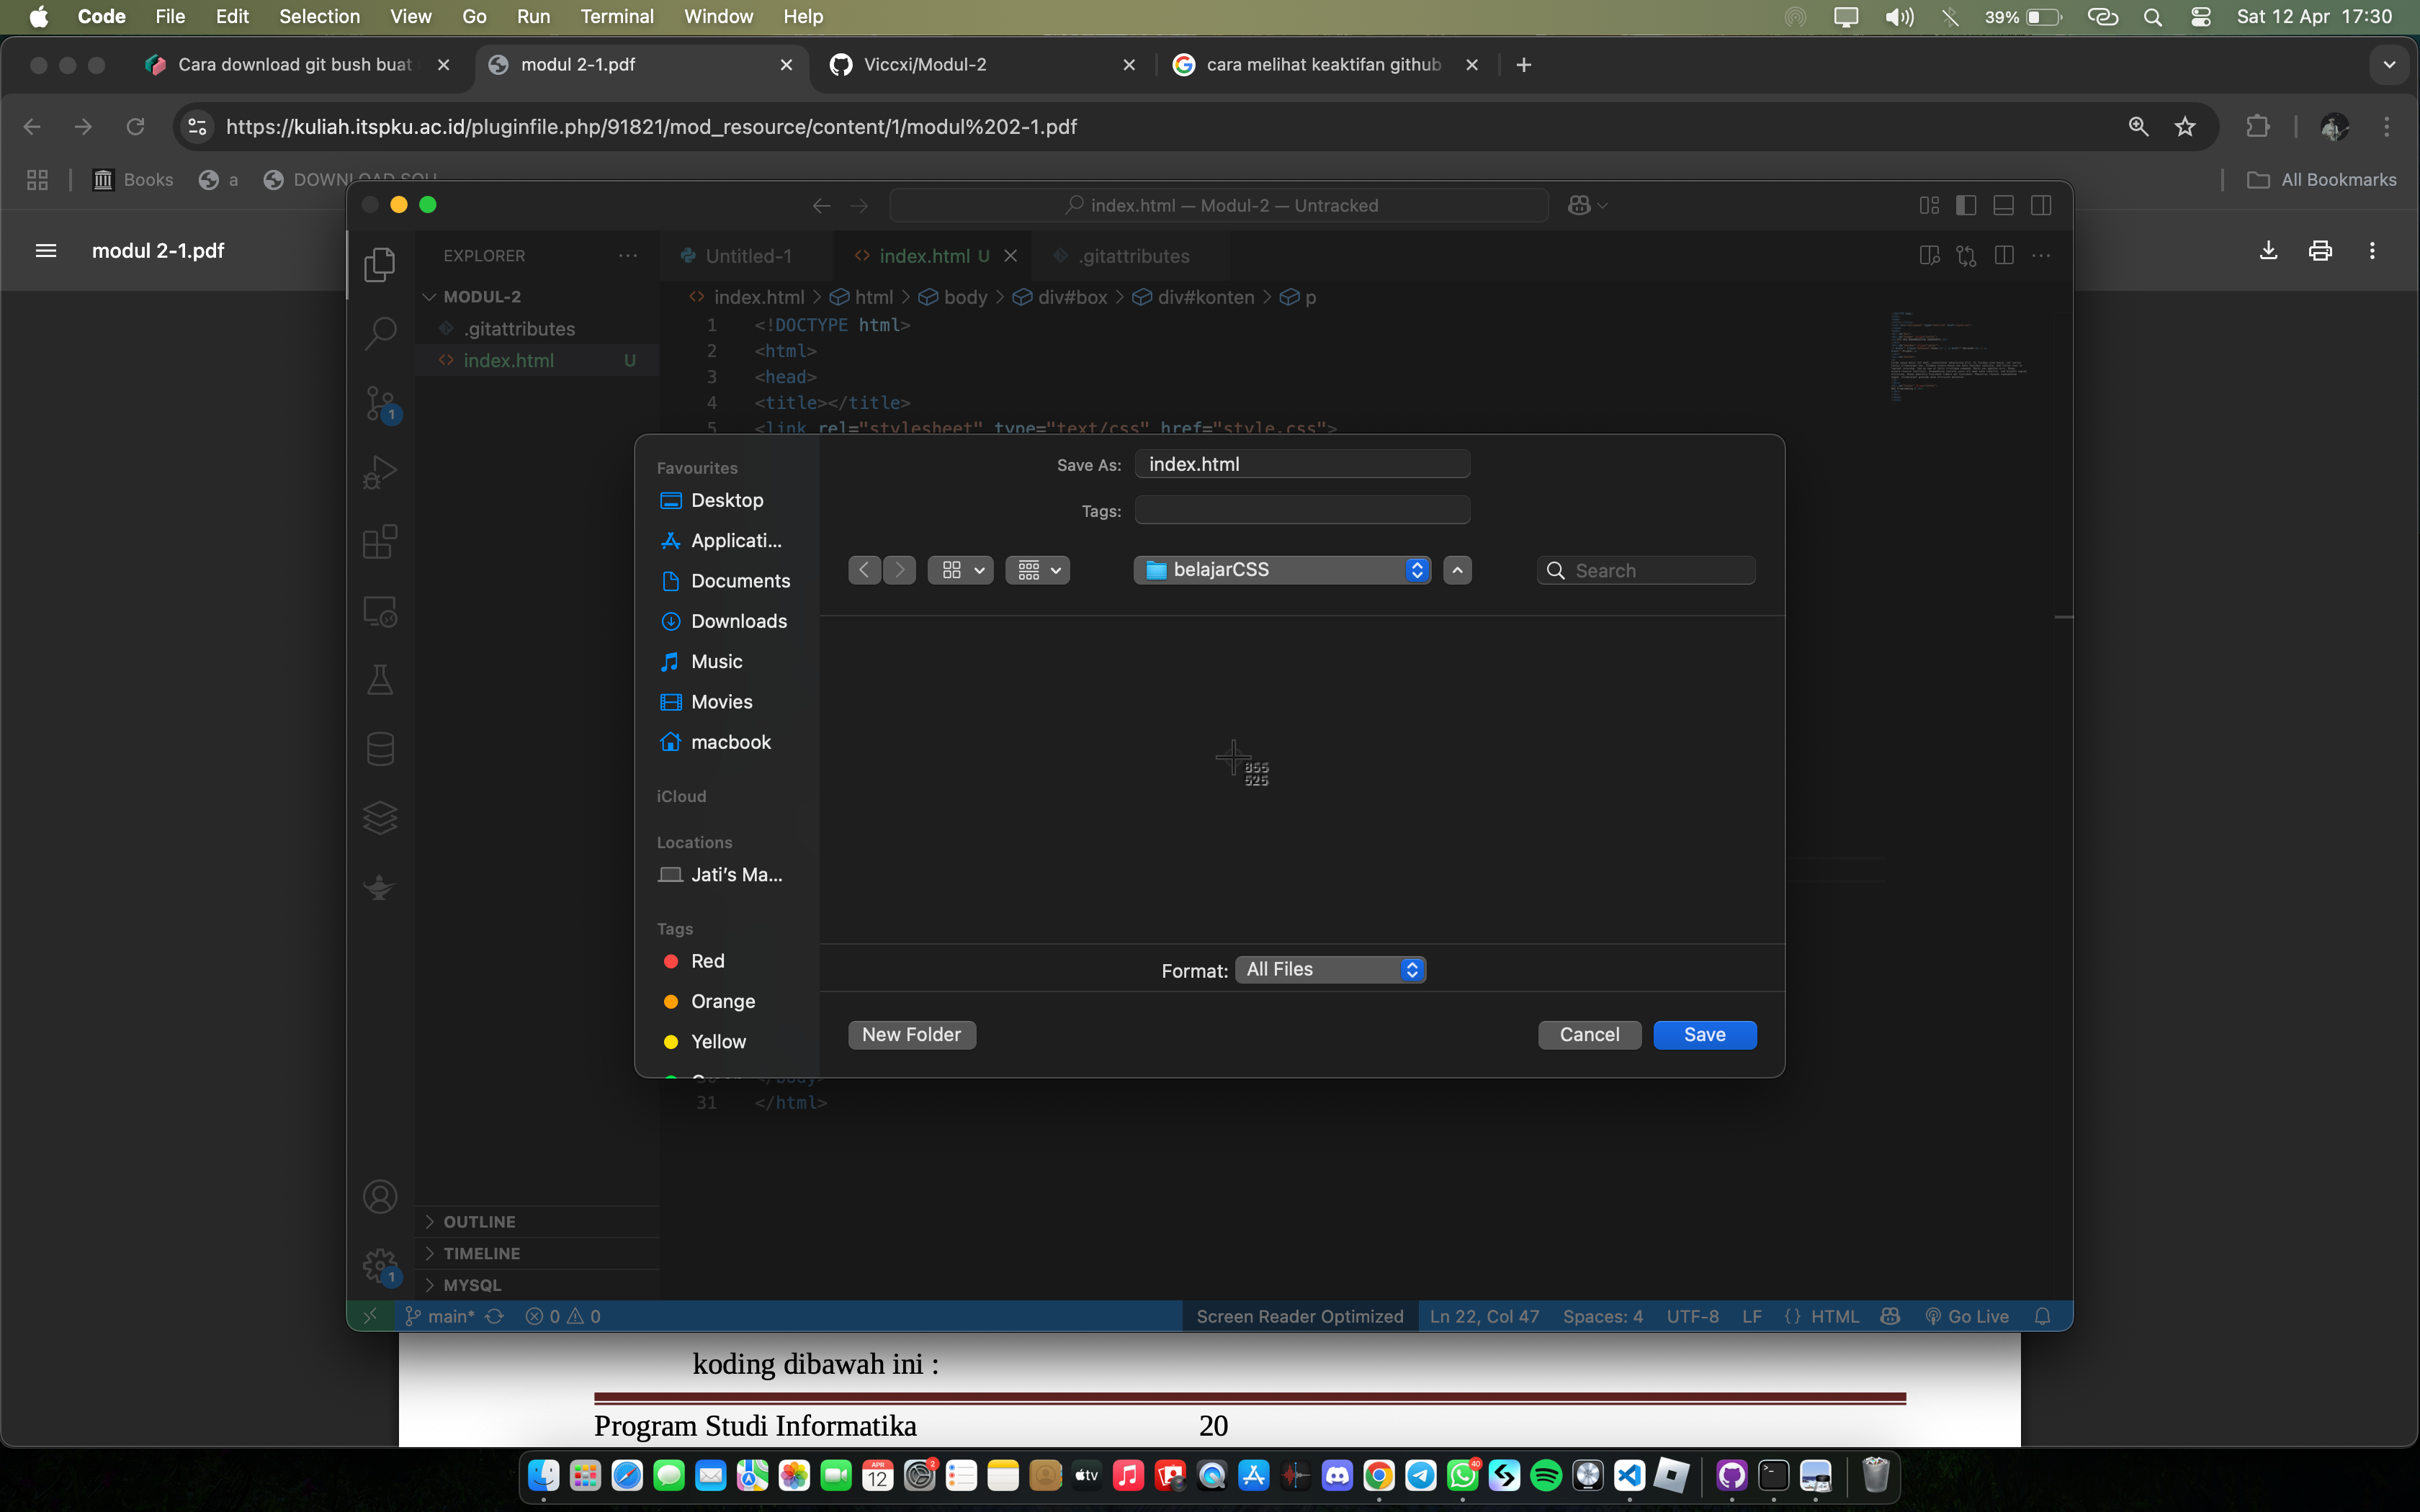 Code File Edit Selection View Go Run Terminal Window Help 39% Sat 12 Apr 17:30
Cara download git bush buat modul 2-1.pdf Viccxi/Modul-2 cara melihat keaktifan github
https://kuliah.itspku.ac.id/pluginfile.php/91821/mod_resource/content/1/modul%202-1.pdf
Books a All Bookmarks
index.html — Modul-2 — Untracked
modul 2-1.pdf
EXPLORER Untitled-1 index.html U .gitattributes
MODUL-2 index.html html body div#box div#konten p
.gitattributes
index.html U
1 <!DOCTYPE html>
2 <html>
3 <head>
4 <title></title>
5 <link rel="stylesheet" type="text/css" href="style.css">
1
Favourites
Desktop
Applicati...
Documents
Downloads
Music
Movies
macbook
iCloud
Locations
Jati's Ma...
Tags
Red
Orange
Yellow
Save As: index.html
Tags:
belajarCSS Search
855
525
Format: All Files
New Folder Cancel Save
</body>
31 </html>
OUTLINE
TIMELINE
1
MYSQL
main* 0 0 Screen Reader Optimized Ln 22, Col 47 Spaces: 4 UTF-8 LF {} HTML Go Live
koding dibawah ini :
Program Studi Informatika 20
APR
12
2
tv
40